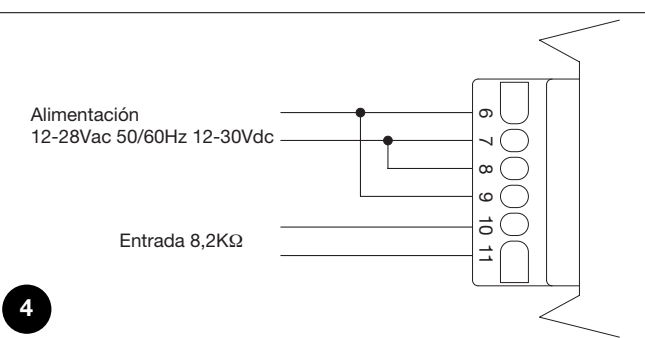 Alimentación
12-28Vac 50/60Hz 12-30Vdc
Entrada 8,2KΩ
6
7
8
9
10
11
4